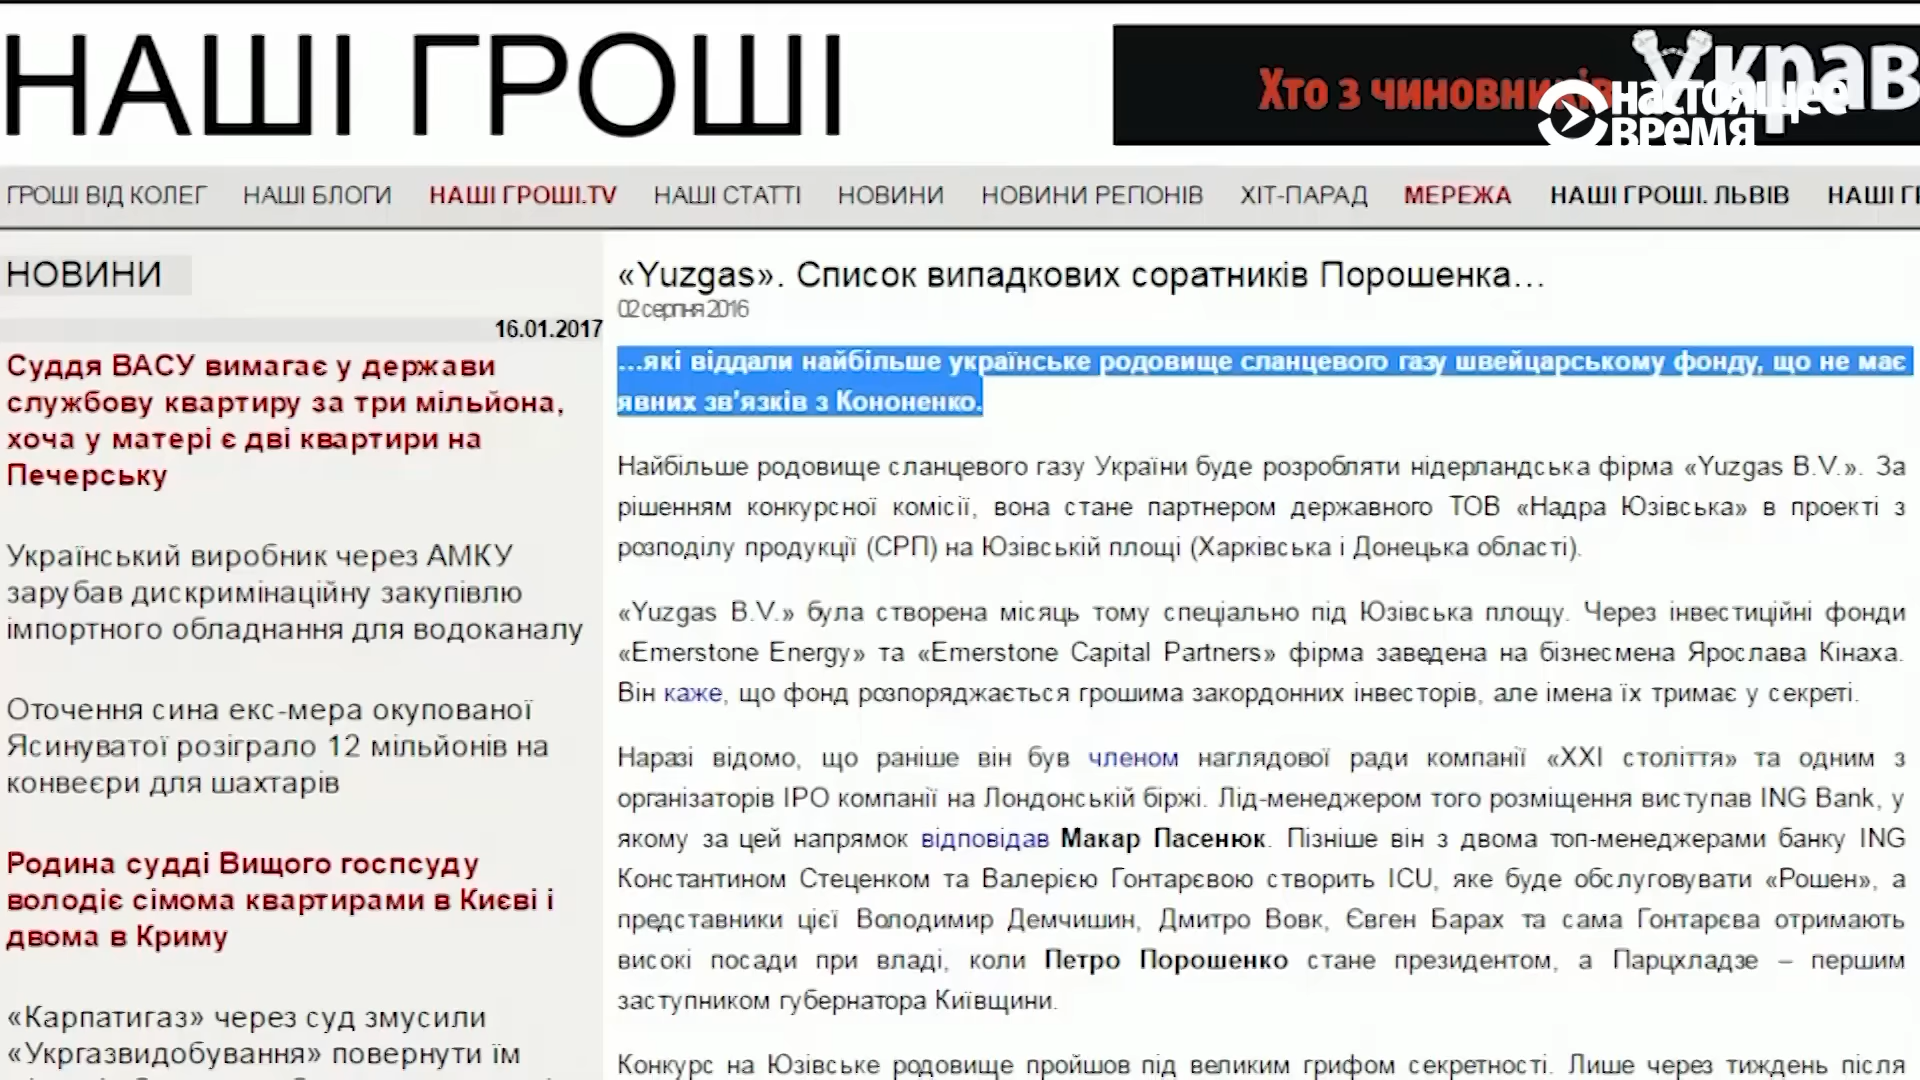 НАШІ ГРОШІ
Хто з чиновників Украв
НАСТОЯЩЕЕ
ВРЕМЯ
ГРОШІ ВІД КОЛЕГ НАШІ БЛОГИ НАШІ ГРОШІ.TV НАШІ СТАТТІ НОВИНИ НОВИНИ РЕГІОНІВ ХІТ-ПАРАД МЕРЕЖА НАШІ ГРОШІ. ЛЬВІВ НАШІ
НОВИНИ
16.01.2017
Суддя ВАСУ вимагає у держави
службову квартиру за три мільйона,
хоча у матері є дві квартири на
Печерську
Український виробник через АМКУ
зарубав дискримінаційну закупівлю
імпортного обладнання для водоканалу
Оточення сина екс-мера окупованої
Ясинуватої розіграло 12 мільйонів на
конвеєри для шахтарів
Родина судді Вищого госпсуду
володіє сімома квартирами в Києві і
двома в Криму
«Карпатигаз» через суд змусили
«Укргазвидобування» повернути їм
«Yuzgas». Список випадкових соратників Порошенка…
02 серпня 2016
…які віддали найбільше українське родовище сланцевого газу швейцарському фонду, що не має
явних зв’язків з Кононенко.
Найбільше родовище сланцевого газу України буде розробляти нідерландська фірма «Yuzgas B.V.». За
рішенням конкурсної комісії, вона стане партнером державного ТОВ «Надра Юзівська» в проекті з
розподілу продукції (СРП) на Юзівській площі (Харківська і Донецька області).
«Yuzgas B.V.» була створена місяць тому спеціально під Юзівська площу. Через інвестиційні фонди
«Emerstone Energy» та «Emerstone Capital Partners» фірма заведена на бізнесмена Ярослава Кінаха.
Він каже, що фонд розпоряджається грошима закордонних інвесторів, але імена їх тримає у секреті.
Наразі відомо, що раніше він був членом наглядової ради компанії «XXI століття» та одним з
організаторів IPO компанії на Лондонській біржі. Лід-менеджером того розміщення виступав ING Bank, у
якому за цей напрямок відповідав Макар Пасенюк. Пізніше він з двома топ-менеджерами банку ING
Константином Стеценком та Валерією Гонтарєвою створить ICU, яке буде обслуговувати «Рошен», а
представники цієї Володимир Демчишин, Дмитро Вовк, Євген Барах та сама Гонтарєва отримають
високі посади при владі, коли Петро Порошенко стане президентом, а Парцхладзе – першим
заступником губернатора Київщини.
Конкурс на Юзівське родовище пройшов під великим грифом секретності. Лише через тиждень після